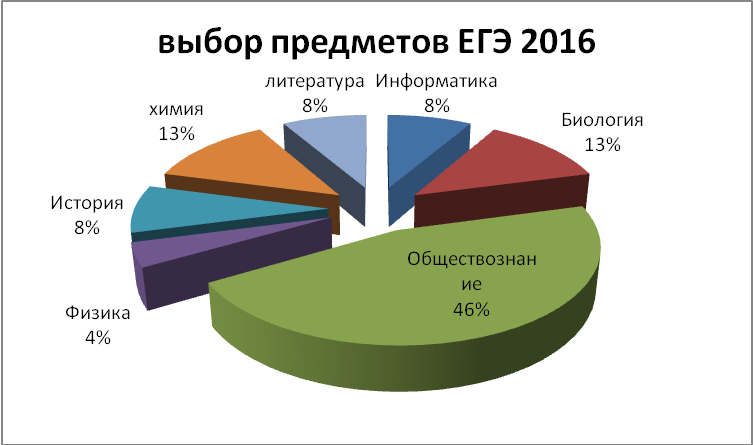 выбор предметов ЕГЭ 2016
литература
8%
Информатика
8%
химия
13%
Биология
13%
История
8%
Обществознан
ие
46%
Физика
4%